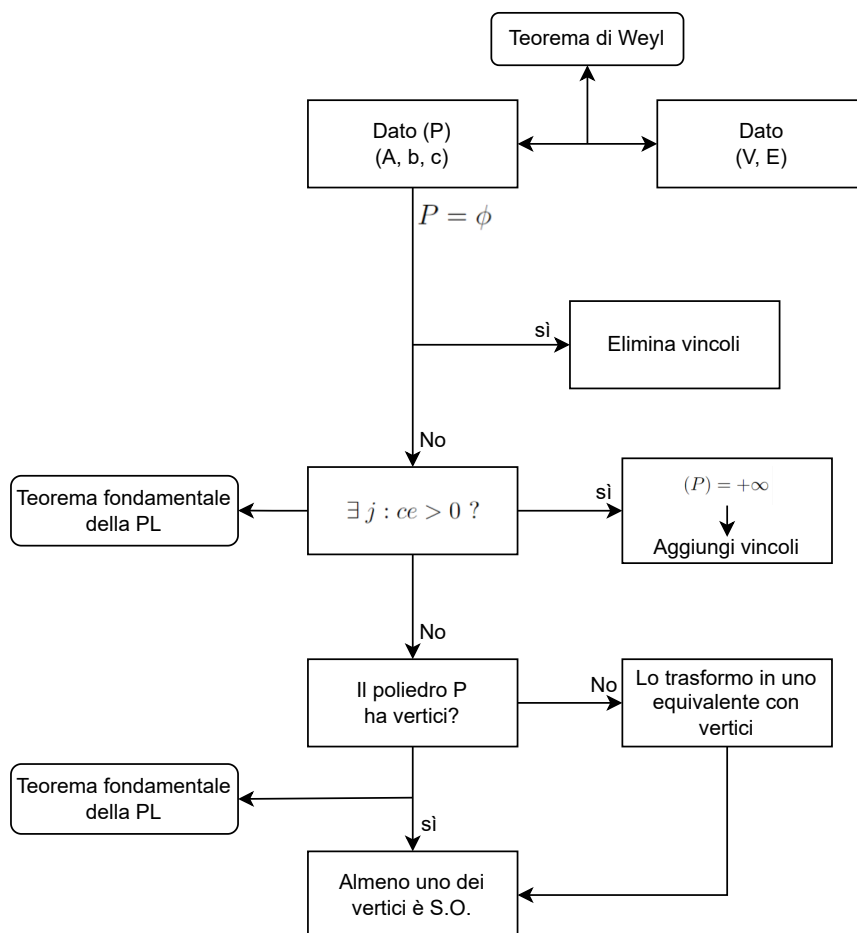 Teorema di Weyl
Dato (P)
(A, b, c)
Dato
(V, E)
P = ϕ
sì
Elimina vincoli
No
Teorema fondamentale
della PL
∃ j : ce > 0 ?
sì
(P) = +∞
Aggiungi vincoli
No
Il poliedro P
ha vertici?
No
Lo trasformo in uno
equivalente con
vertici
Teorema fondamentale
della PL
sì
Almeno uno dei
vertici è S.O.